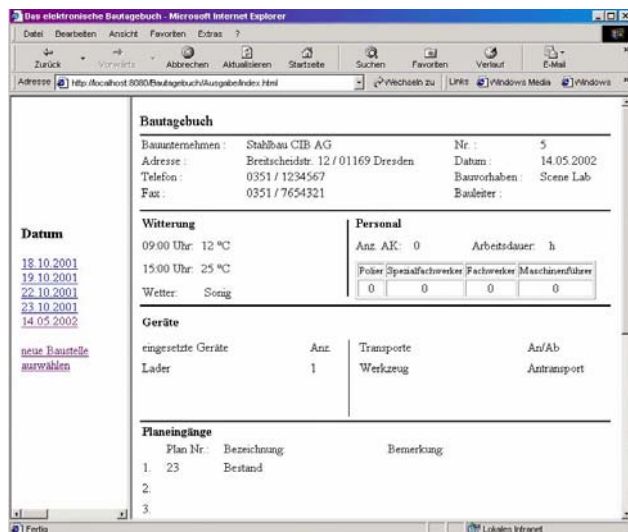 Das elektronische Bautagebuch - Microsoft Internet Explorer
Datei Bearbeiten Ansicht Favoriten Extras ?
Zurück Vorwärts Abbrechen Aktualisieren Startseite Suchen Favoriten Verlauf E-Mail
Adresse http://localhost:8080/Bautagebuch/Ausgabe/index.html Wechseln zu Links Windows Media Windows
Datum
18.10.2001
19.10.2001
22.10.2001
23.10.2001
14.05.2002
neue Baustelle
auswählen
Bautagebuch
Bauunternehmen : Stahlbau CIB AG Nr. : 5
Adresse : Breitscheidstr. 12 / 01169 Dresden Datum : 14.05.2002
Telefon : 0351 / 1234567 Bauvorhaben : Scene Lab
Fax : 0351 / 7654321 Bauleiter :
Witterung
09:00 Uhr: 12 °C
15:00 Uhr: 25 °C
Wetter: Sonig
Personal
Anz. AK: 0 Arbeitsdauer: h
Polier Spezialfachwerker Fachwerker Maschinenführer
0 0 0 0
Geräte
eingesetzte Geräte Anz. Transporte An/Ab
Lader 1 Werkzeug Antransport
Planeingänge
Plan Nr.: Bezeichnung: Bemerkung:
1. 23 Bestand
2.
3.
Fertig Lokales Intranet